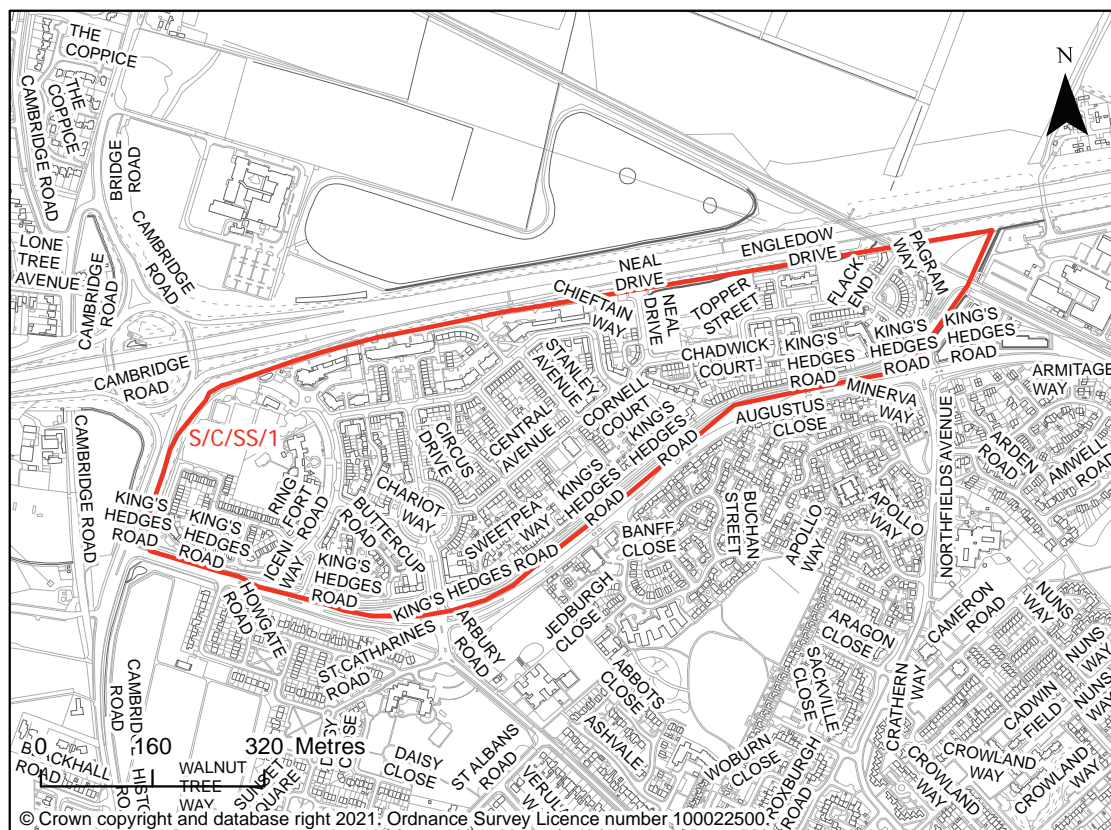 THE
COPPICE
THE
COPPICE
CAMBRIDGE ROAD
BRIDGE
ROAD
CAMBRIDGE
ROAD
LONE
TREE
AVENUE
CAMBRIDGE
ROAD
CAMBRIDGE
ROAD
N
ENGLEDOW
DRIVE
NEAL
DRIVE
PAGRAM
WAY
FLACK
END
CHIEFTAIN
WAY
NEAL
DRIVE
TOPPER
STREET
STANLEY
AVENUE
CHADWICK
COURT
KING'S
HEDGES
ROAD
KING'S
HEDGES
ROAD
KING'S
HEDGES
ROAD
ARMITAGE
WAY
MINERVA
WAY
AUGUSTUS
CLOSE
CORNELL
COURT
CENTRAL
AVENUE
CIRCUS
DRIVE
KING'S
HEDGES
ROAD
S/C/SS/1
CAMBRIDGE ROAD
KING'S
HEDGES
ROAD
KING'S
HEDGES
ROAD
RING
FORT
ROAD
ICENI
WAY
BUTTERCUP
ROAD
CHARIOT
WAY
KING'S
HEDGES
ROAD
SWEETPEA
WAY
KING'S
HEDGES
ROAD
KING'S HEDGES ROAD
BANFF
CLOSE
BUCHAN
STREET
APOLLO
WAY
APOLLO
WAY
ARDEN
ROAD
AMWELL
ROAD
NORTHFIELDS AVENUE
HOWGATE
ROAD
ST.CATHARINES
ROAD
ARBURY
ROAD
JEDBURGH
CLOSE
ABBOTS
CLOSE
ASHVALE
ARAGON
CLOSE
SACKVILLE
CLOSE
CRATHERN
WAY
CAMERON
ROAD
NUNS
WAY
NUNS
WAY
NUNS
WAY
CADWIN
FIELD
CROWLAND
WAY
CROWLAND
WAY
CROWLAND
WAY
WOBURN
CLOSE
ROXBURGH
ROAD
CAMBRIDGE
ROAD
ROAD
WALNUT
TREE
WAY
SQUARE
CLOSE
DAISY
CLOSE
ST ALBANS
ROAD
0 160 320 Metres
© Crown copyright and database right 2021. Ordnance Survey Licence number 100022500.